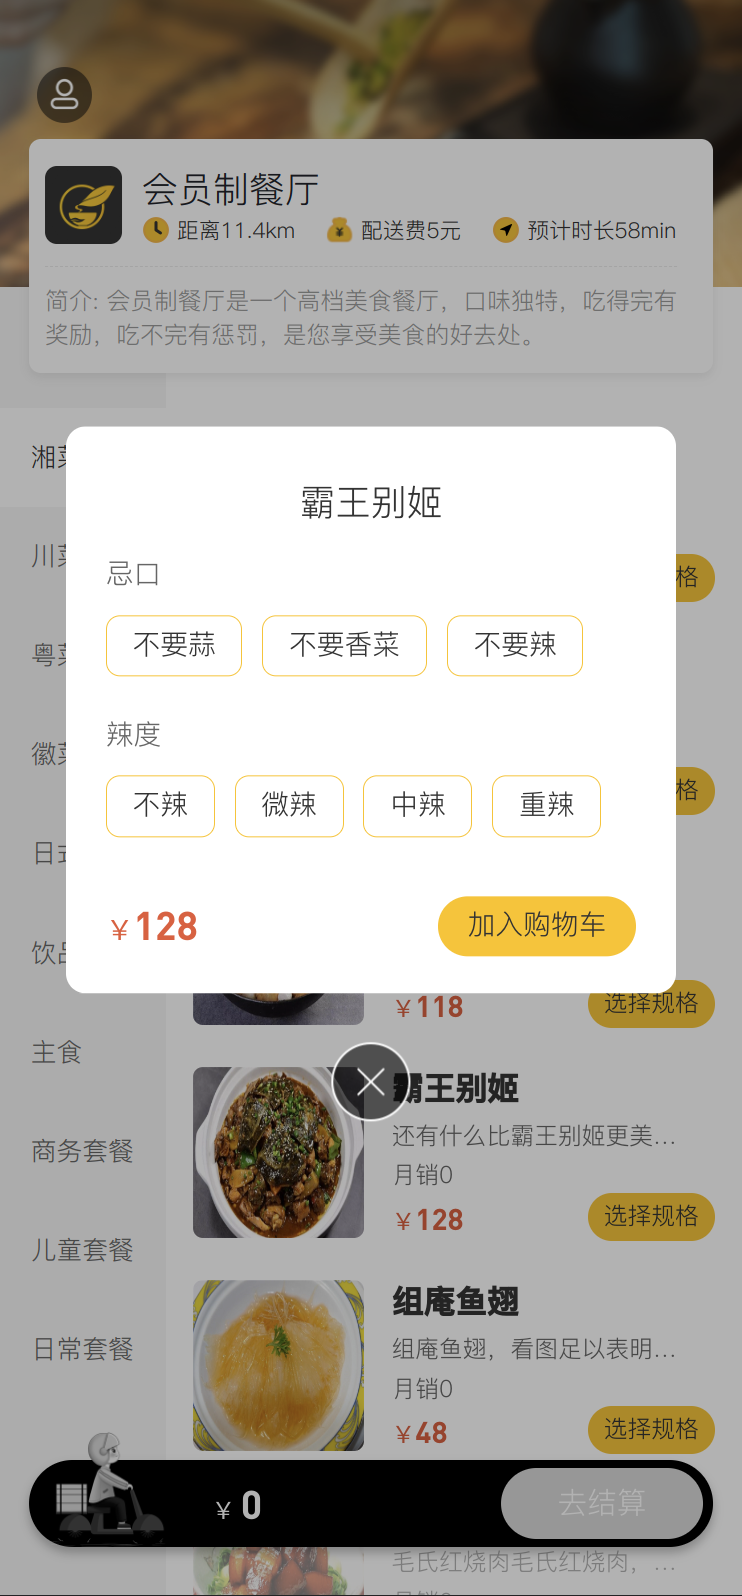 会员制餐厅
距离11.4km 配送费5元 预计时长58min
简介: 会员制餐厅是一个高档美食餐厅，口味独特，吃得完有
奖励，吃不完有惩罚，是您享受美食的好去处。
湘
川
粤
徽
日
饮
主食
商务套餐
儿童套餐
日常套餐
霸王别姬
忌口
不要蒜 不要香菜 不要辣
辣度
不辣 微辣 中辣 重辣
￥128 加入购物车
格
格
￥118 选择规格
霸王别姬
还有什么比霸王别姬更美...
月销0
￥128 选择规格
组庵鱼翅
组庵鱼翅，看图足以表明...
月销0
￥48 选择规格
￥0 去结算
毛氏红烧肉毛氏红烧肉，...